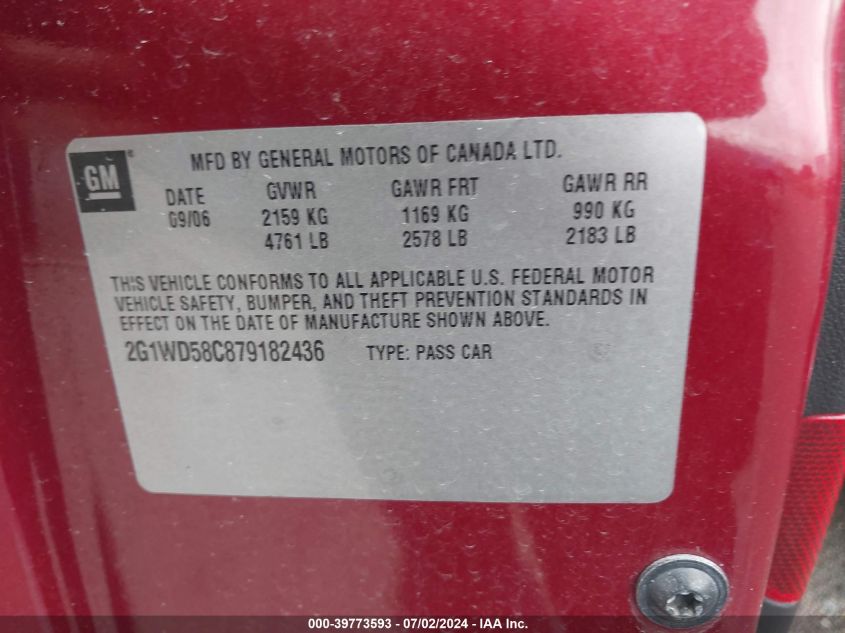 GM®
MFD BY GENERAL MOTORS OF CANADA LTD.
DATE GVWR GAWR FRT GAWR RR
09/06 2159 KG 1169 KG 990 KG
4761 LB 2578 LB 2183 LB
THIS VEHICLE CONFORMS TO ALL APPLICABLE U.S. FEDERAL MOTOR
VEHICLE SAFETY, BUMPER, AND THEFT PREVENTION STANDARDS IN
EFFECT ON THE DATE OF MANUFACTURE SHOWN ABOVE.
2G1WD58C879182436 TYPE: PASS CAR
000-39773593 - 07/02/2024 - IAA Inc.